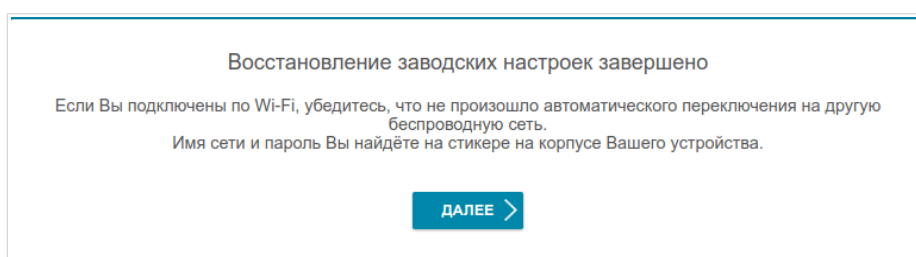 Восстановление заводских настроек завершено
Если Вы подключены по Wi-Fi, убедитесь, что не произошло автоматического переключения на другую
беспроводную сеть.
Имя сети и пароль Вы найдёте на стикере на корпусе Вашего устройства.
ДАЛЕЕ